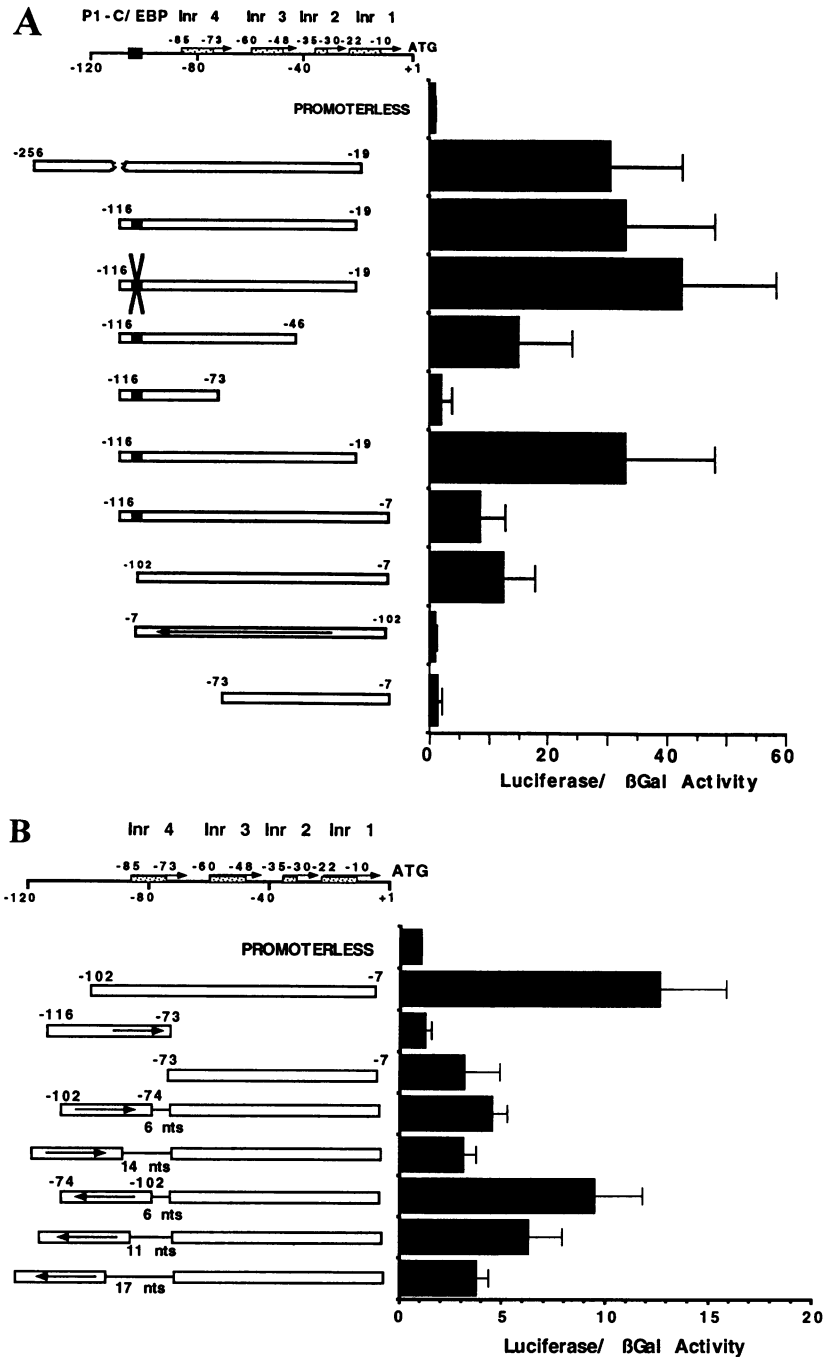 A
P1-C/ EBP Inr 4 Inr 3 Inr 2 Inr 1
-85 -73 -60 -48 -35 -30 -22 -10 ATG
-120 -80 -40 +1
PROMOTERLESS
-256 -19
-116 -19
-116 -19
-116 -46
-116 -73
-116 -19
-116 -7
-102 -7
-7 -102
-73 -7
0 20 40 60
Luciferase/ ßGal Activity
B
Inr 4 Inr 3 Inr 2 Inr 1
-85 -73 -60 -48 -35 -30 -22 -10 ATG
-120 -80 -40 +1
PROMOTERLESS
-102 -7
-116 -73
-73 -7
-102 -74
6 nts
14 nts
-74 -102
6 nts
11 nts
17 nts
0 5 10 15 20
Luciferase/ ßGal Activity